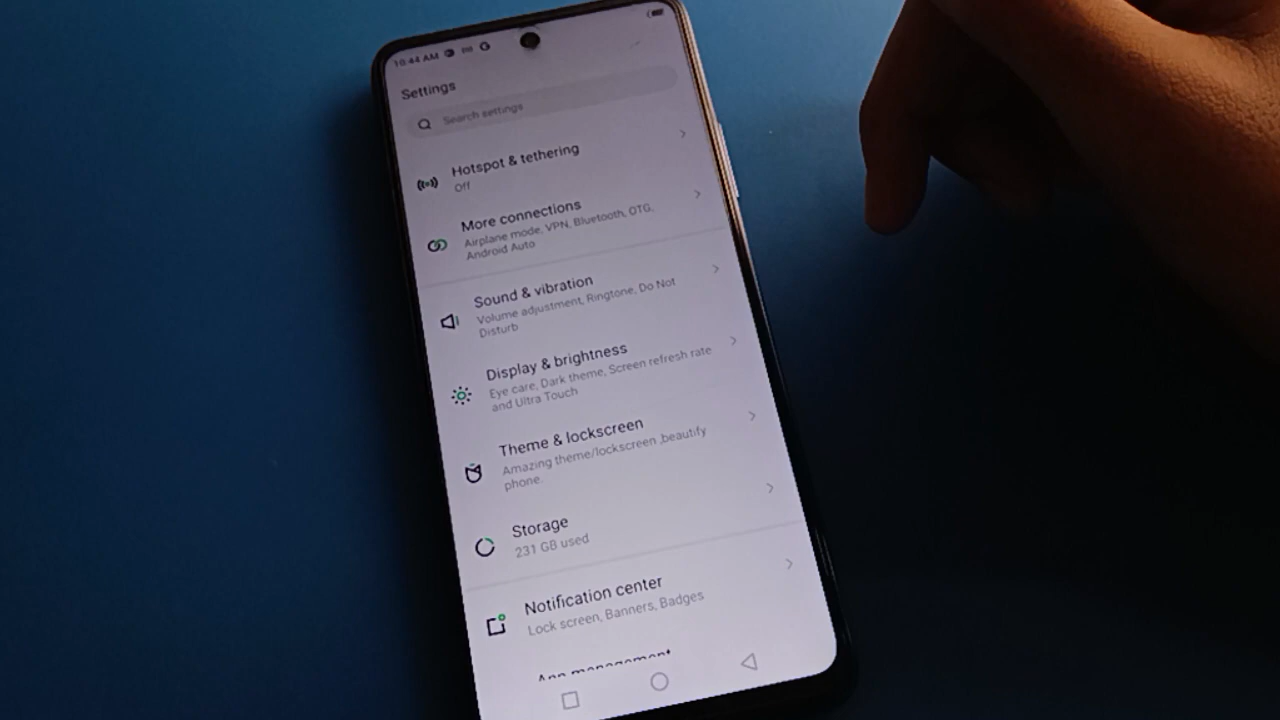 10:44 AM
Settings
Search settings
Hotspot & tethering
Off
More connections
Airplane mode, VPN, Bluetooth, OTG,
Android Auto
Sound & vibration
Volume adjustment, Ringtone, Do Not
Disturb
Display & brightness
Eye care, Dark theme, Screen refresh rate
and Ultra Touch
Theme & lockscreen
Amazing theme/lockscreen ,beautify
phone.
Storage
231 GB used
Notification center
Lock screen, Banners, Badges
App management